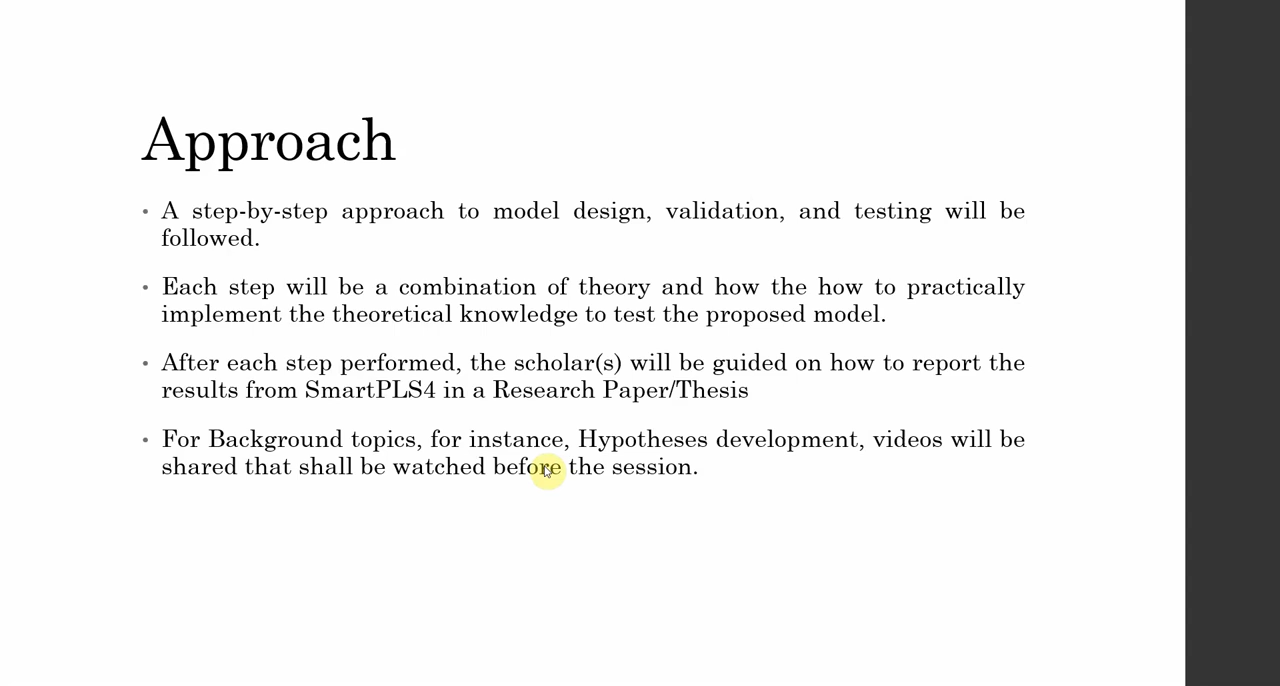 Approach
• A step-by-step approach to model design, validation, and testing will be
followed.
• Each step will be a combination of theory and how the how to practically
implement the theoretical knowledge to test the proposed model.
• After each step performed, the scholar(s) will be guided on how to report the
results from SmartPLS4 in a Research Paper/Thesis
• For Background topics, for instance, Hypotheses development, videos will be
shared that shall be watched before the session.